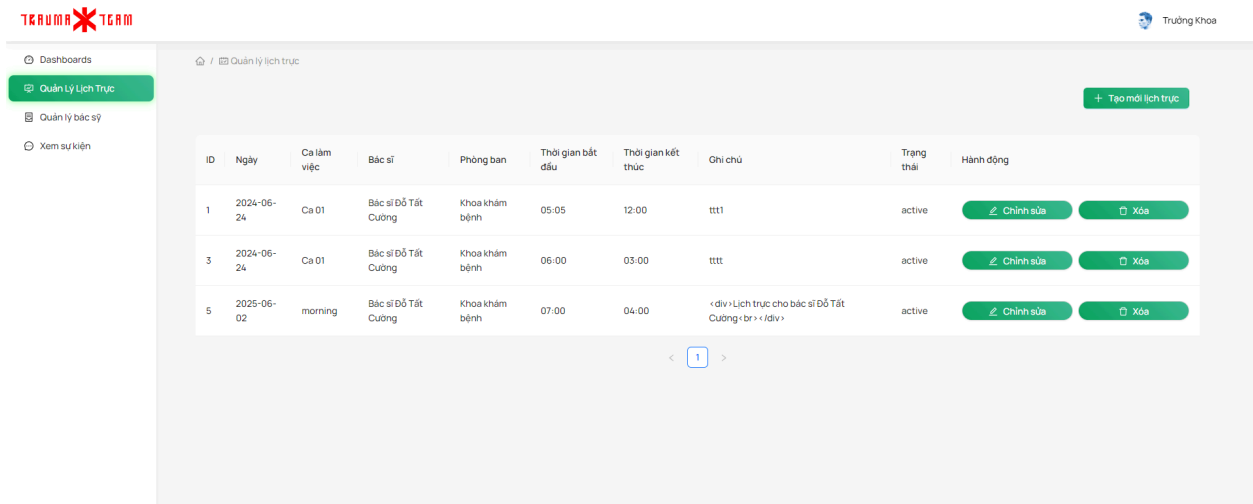 TRAUMA TEAM
Trưởng Khoa
Dashboards
Quản Lý Lịch Trực
Quản lý bác sỹ
Xem sự kiện
/ Quản lý lịch trực
+ Tạo mới lịch trực
ID Ngày Ca làm việc Bác sĩ Phòng ban Thời gian bắt đầu Thời gian kết thúc Ghi chú Trạng thái Hành động
1 2024-06-24 Ca 01 Bác sĩ Đỗ Tất Cường Khoa khám bệnh 05:05 12:00 ttt1 active Chỉnh sửa Xóa
3 2024-06-24 Ca 01 Bác sĩ Đỗ Tất Cường Khoa khám bệnh 06:00 03:00 tttt active Chỉnh sửa Xóa
5 2025-06-02 morning Bác sĩ Đỗ Tất Cường Khoa khám bệnh 07:00 04:00 <div>Lịch trực cho bác sĩ Đỗ Tất Cường<br></div> active Chỉnh sửa Xóa
< 1 >